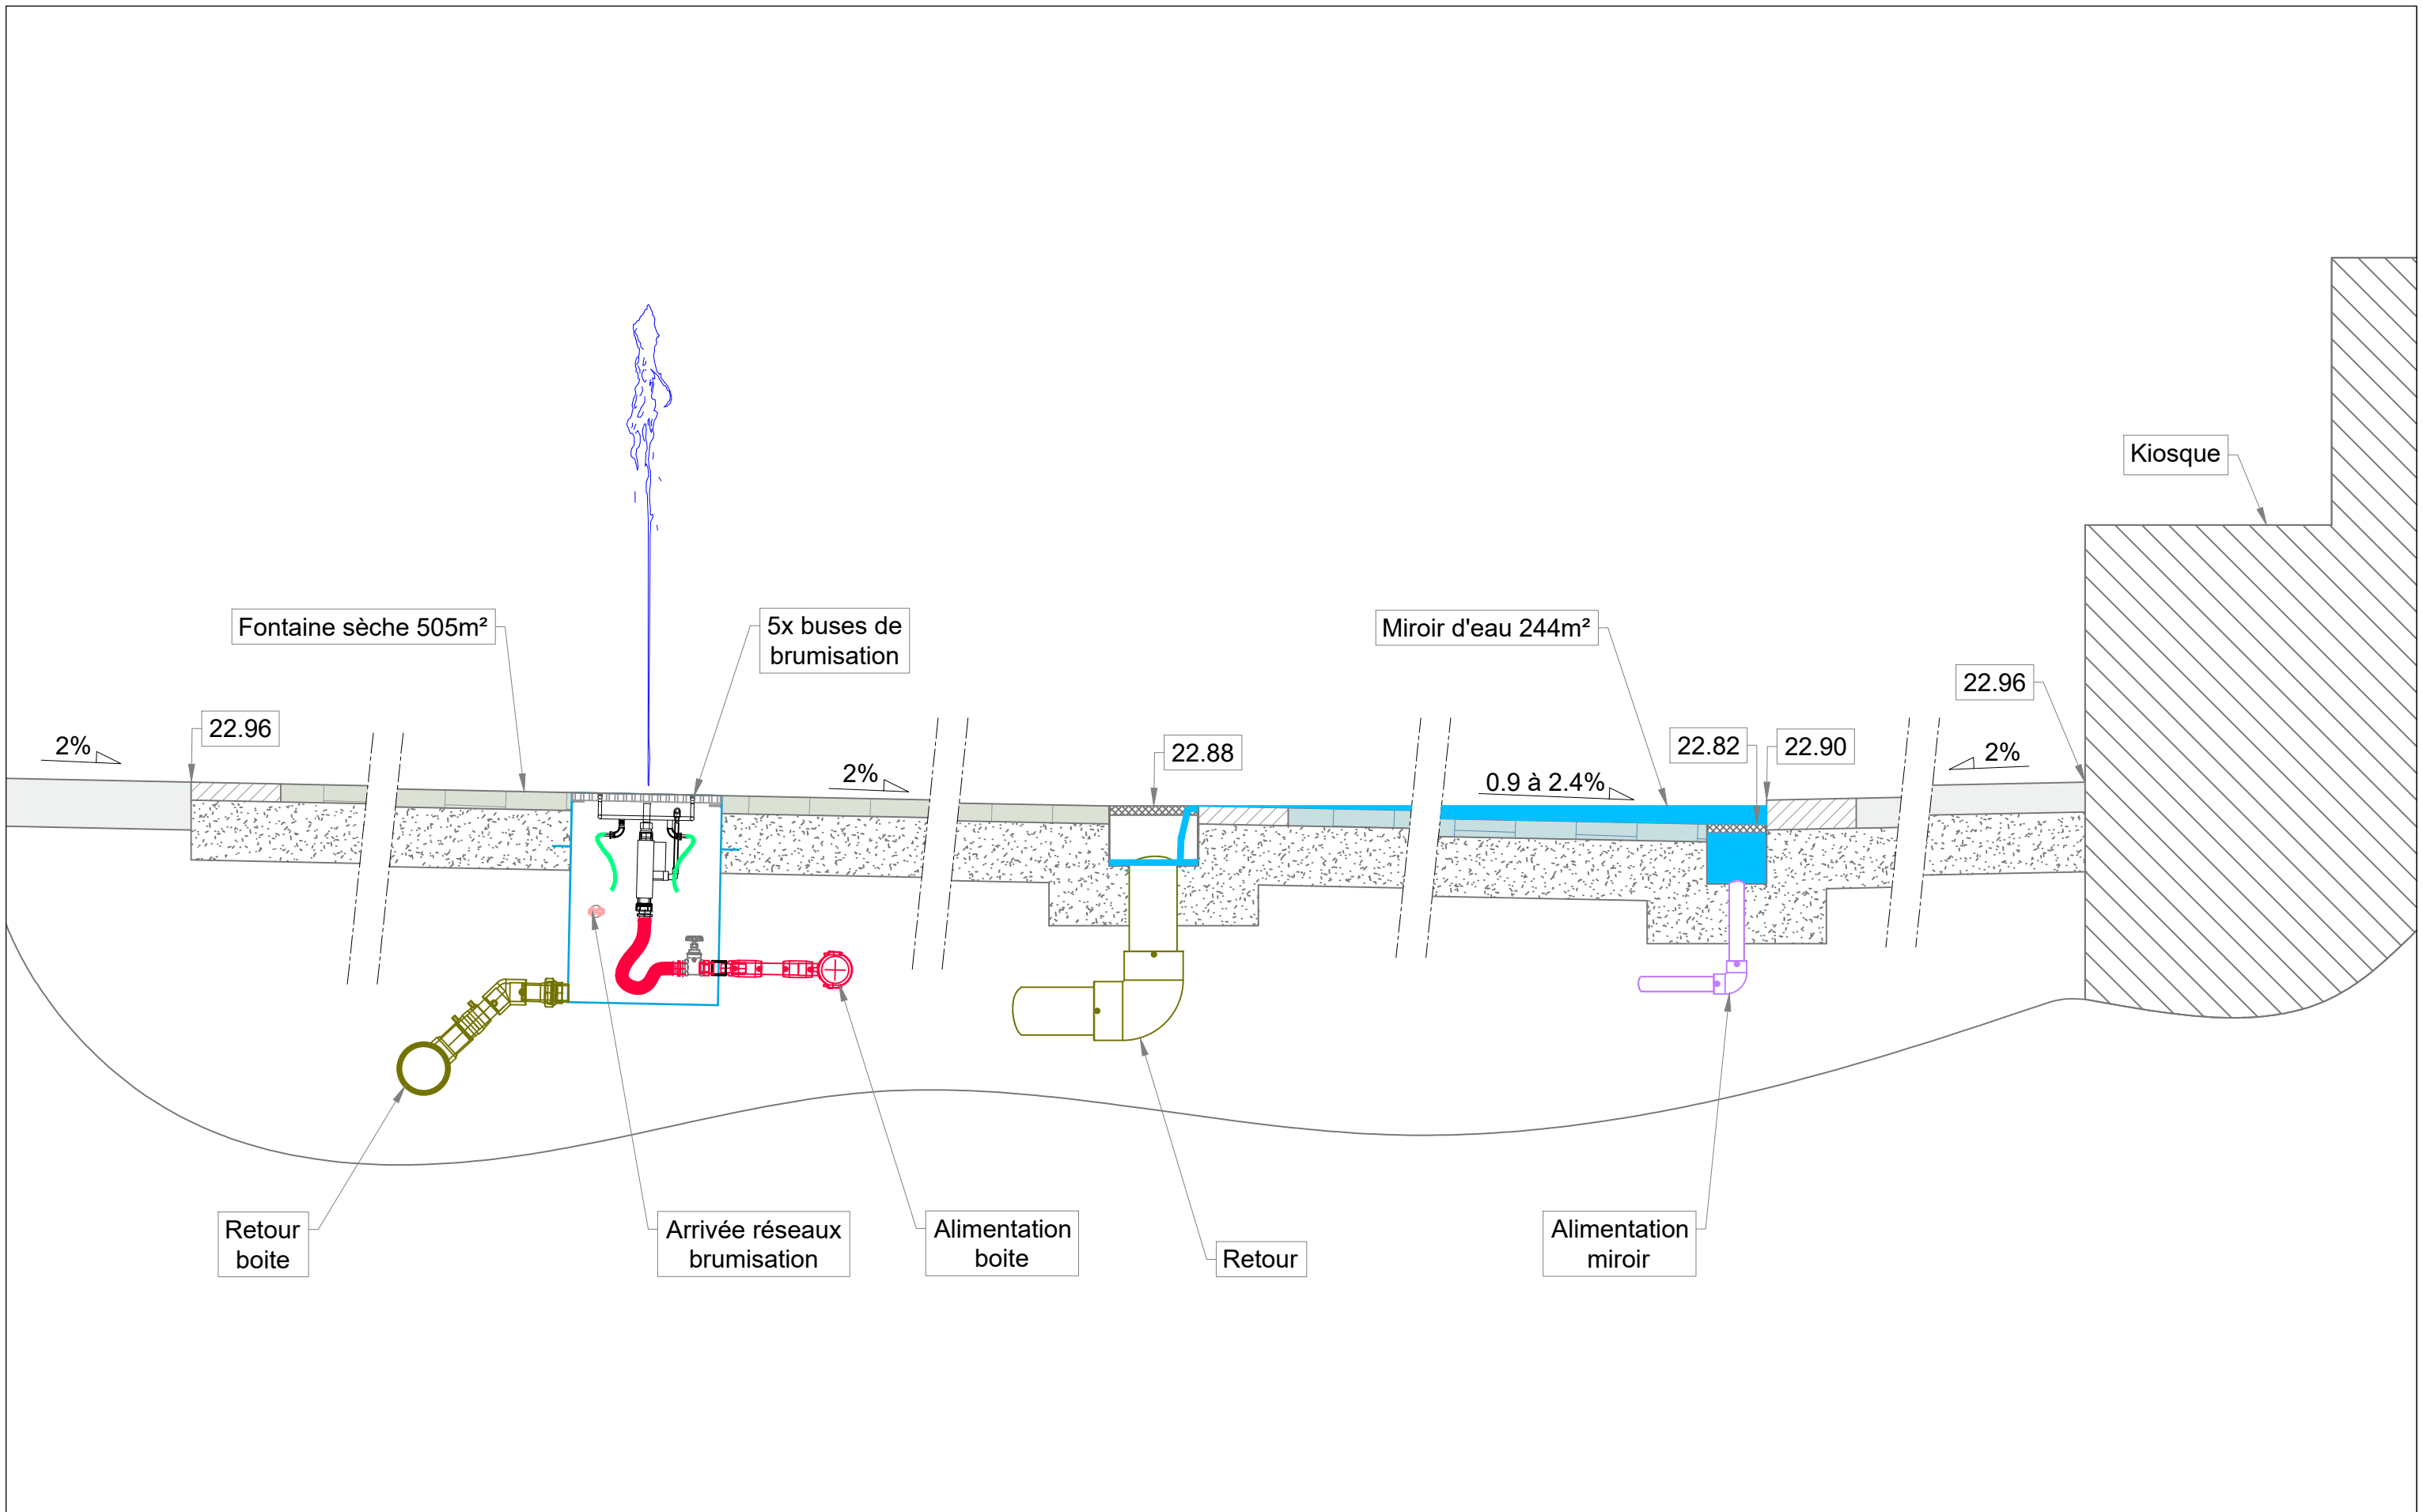 Kiosque
Fontaine sèche 505m²
5x buses de
brumisation
Miroir d'eau 244m²
22.96
22.96
2%
2%
22.88
0.9 à 2.4%
22.82
22.90
2%
Retour
boite
Arrivée réseaux
brumisation
Alimentation
boite
Retour
Alimentation
miroir